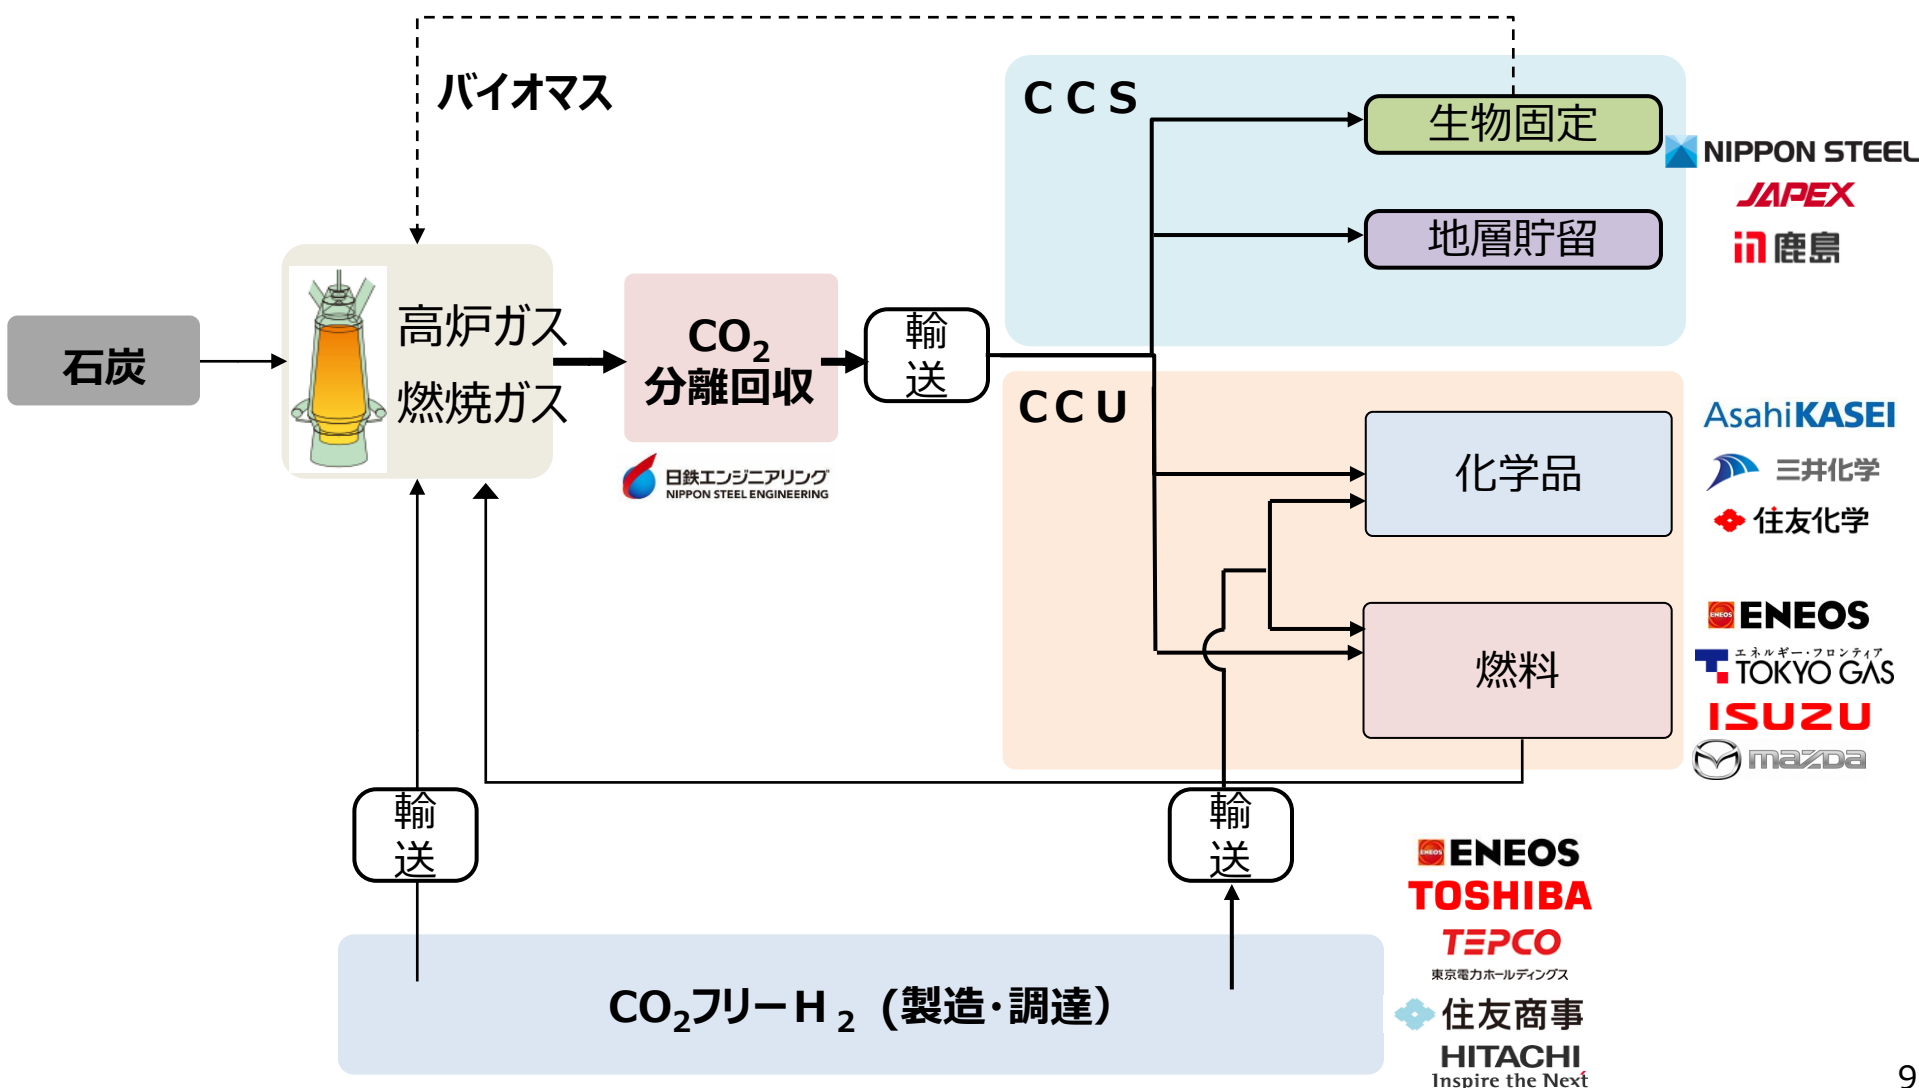 バイオマス
CCS
生物固定
NIPPON STEEL
JAPEX
地層貯留
鹿島
石炭
高炉ガス
燃焼ガス
CO₂
分離回収
日鉄エンジニアリング
NIPPON STEEL ENGINEERING
輸
送
CCU
化学品
AsahiKASEI
三井化学
住友化学
燃料
ENEOS
ENEOS
エネルギー・フロンティア
TOKYO GAS
ISUZU
mazda
輸
送
輸
送
CO₂フリーH₂ (製造・調達)
ENEOS
ENEOS
TOSHIBA
TEPCO
東京電力ホールディングス
住友商事
HITACHI
Inspire the Next
9